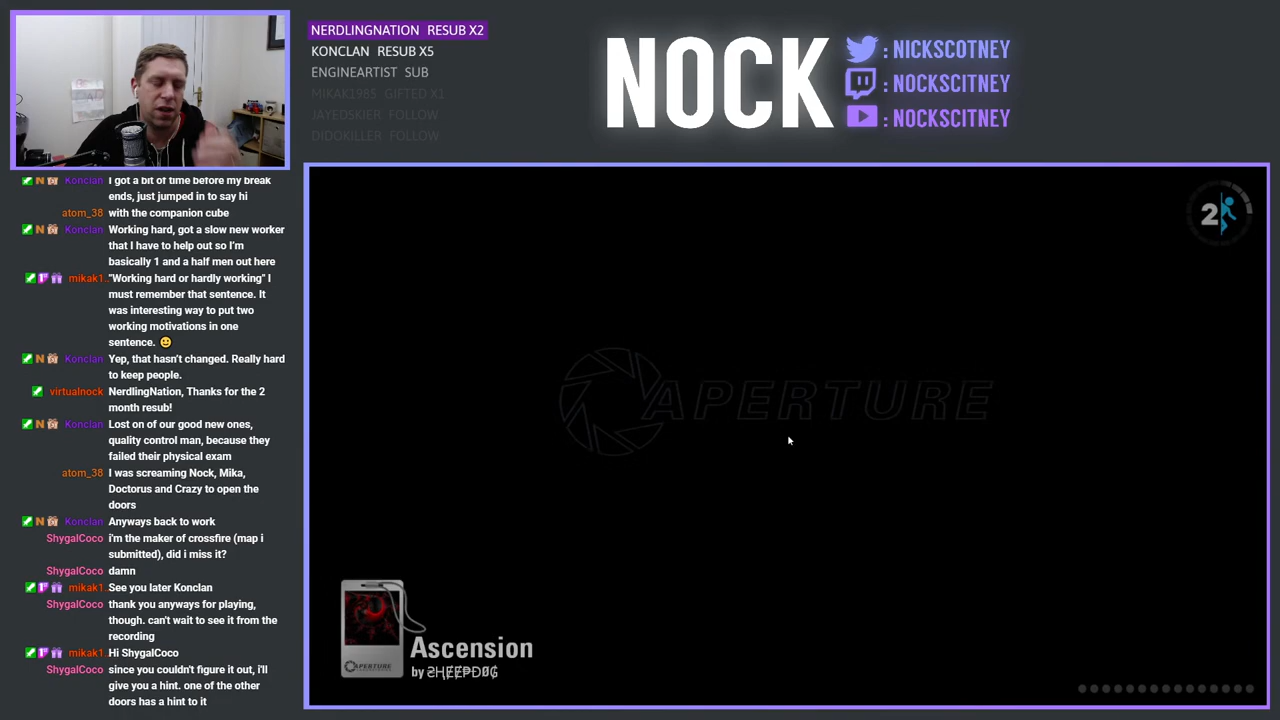 NERDLINGNATION RESUB X2
KONCLAN RESUB X5
ENGINEARTIST SUB
MIKAK1985 GIFTED X1
JAYEDSKIER FOLLOW
DIDOKILLER FOLLOW
NOCK
: NICKSCOTNEY
: NOCKSCITNEY
: NOCKSCITNEY
Konclan I got a bit of time before my break
ends, just jumped in to say hi
atom_38 with the companion cube
Konclan Working hard, got a slow new worker
that I have to help out so I'm
basically 1 and a half men out here
mikak1.. "Working hard or hardly working" I
must remember that sentence. It
was interesting way to put two
working motivations in one
sentence.
Konclan Yep, that hasn't changed. Really hard
to keep people.
virtualnock NerdlingNation, Thanks for the 2
month resub!
Konclan Lost on of our good new ones,
quality control man, because they
failed their physical exam
atom_38 I was screaming Nock, Mika,
Doctorus and Crazy to open the
doors
Konclan Anyways back to work
ShygalCoco i'm the maker of crossfire (map i
submitted), did i miss it?
ShygalCoco damn
mikak1.. See you later Konclan
ShygalCoco thank you anyways for playing,
though. can't wait to see it from the
recording
mikak1.. Hi ShygalCoco
ShygalCoco since you couldn't figure it out, i'll
give you a hint. one of the other
doors has a hint to it
2
APERTURE
APERTURE
Ascension
by ₴ⱧɆɆ₱ĐØ₲